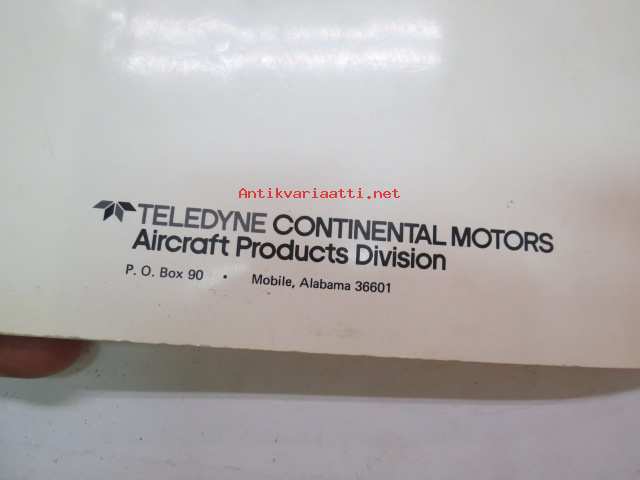 Antikvariaatti.net
TELEDYNE CONTINENTAL MOTORS
Aircraft Products Division
P. O. Box 90 • Mobile, Alabama 36601